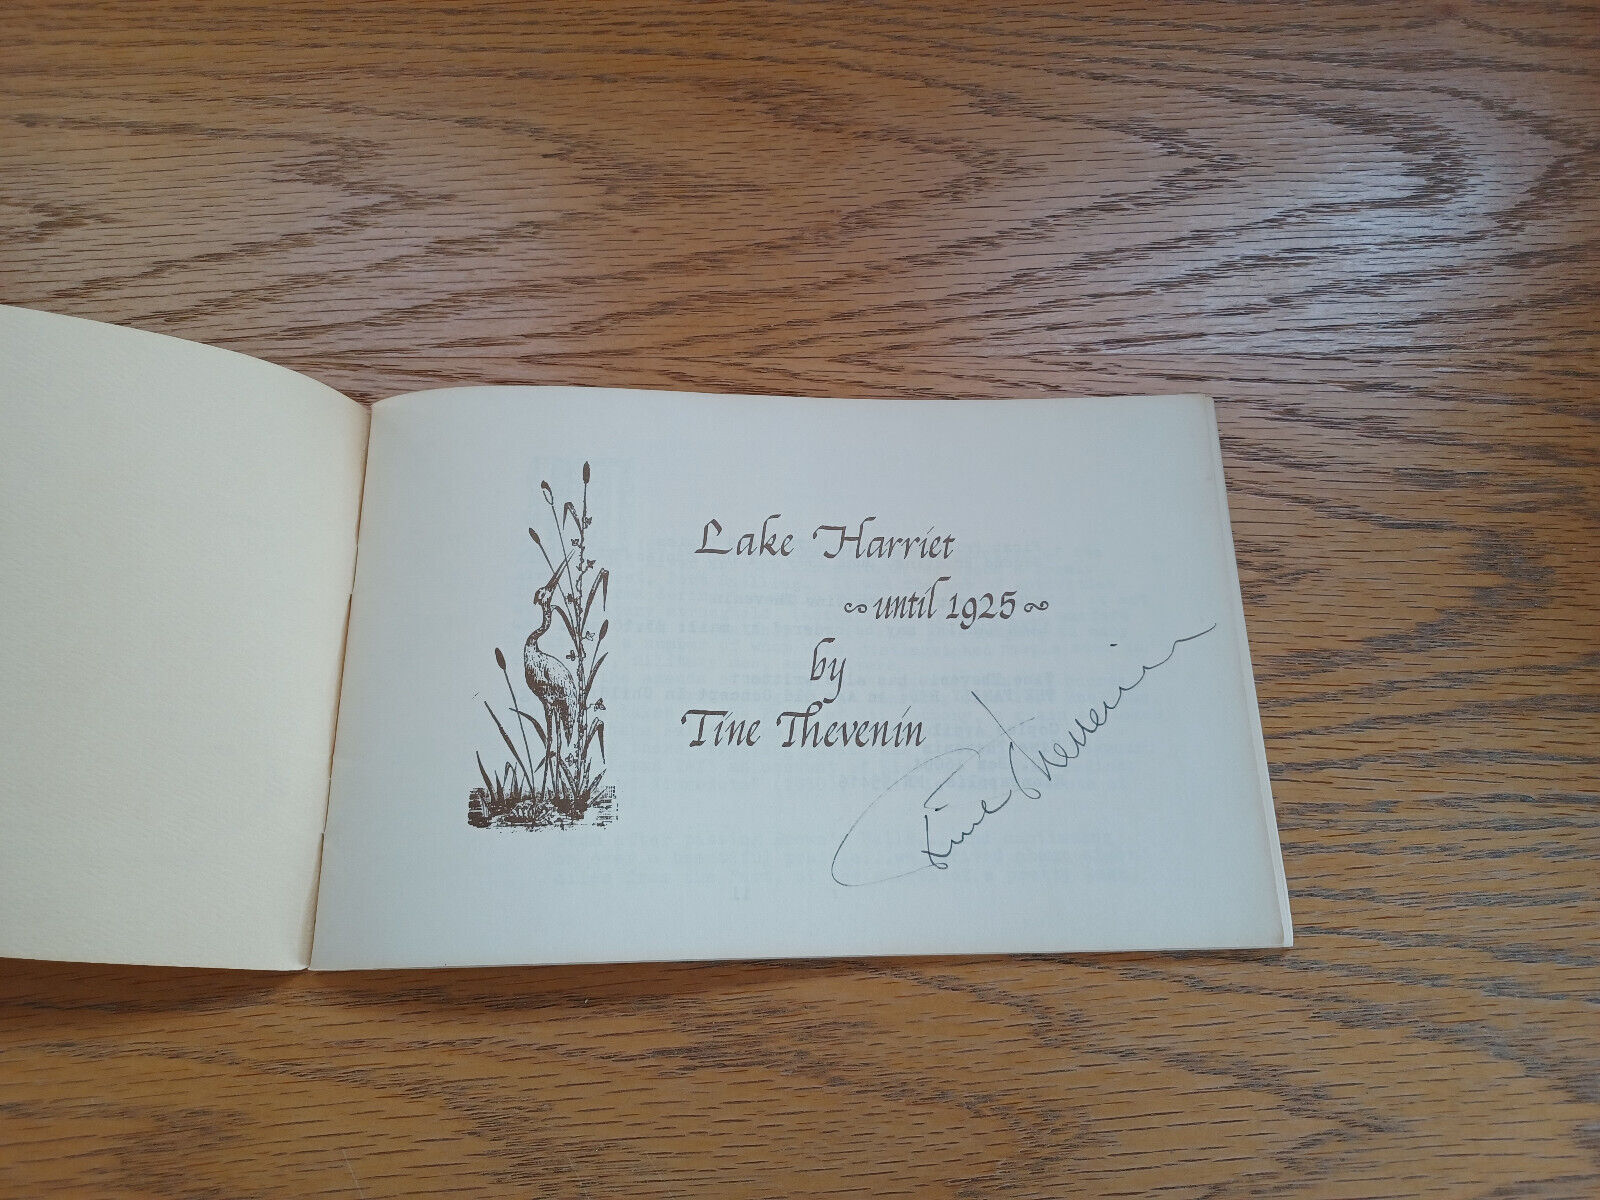 Lake Harriet
~ until 1925 ~
by
Tine Thevenin
Tine Thevenin